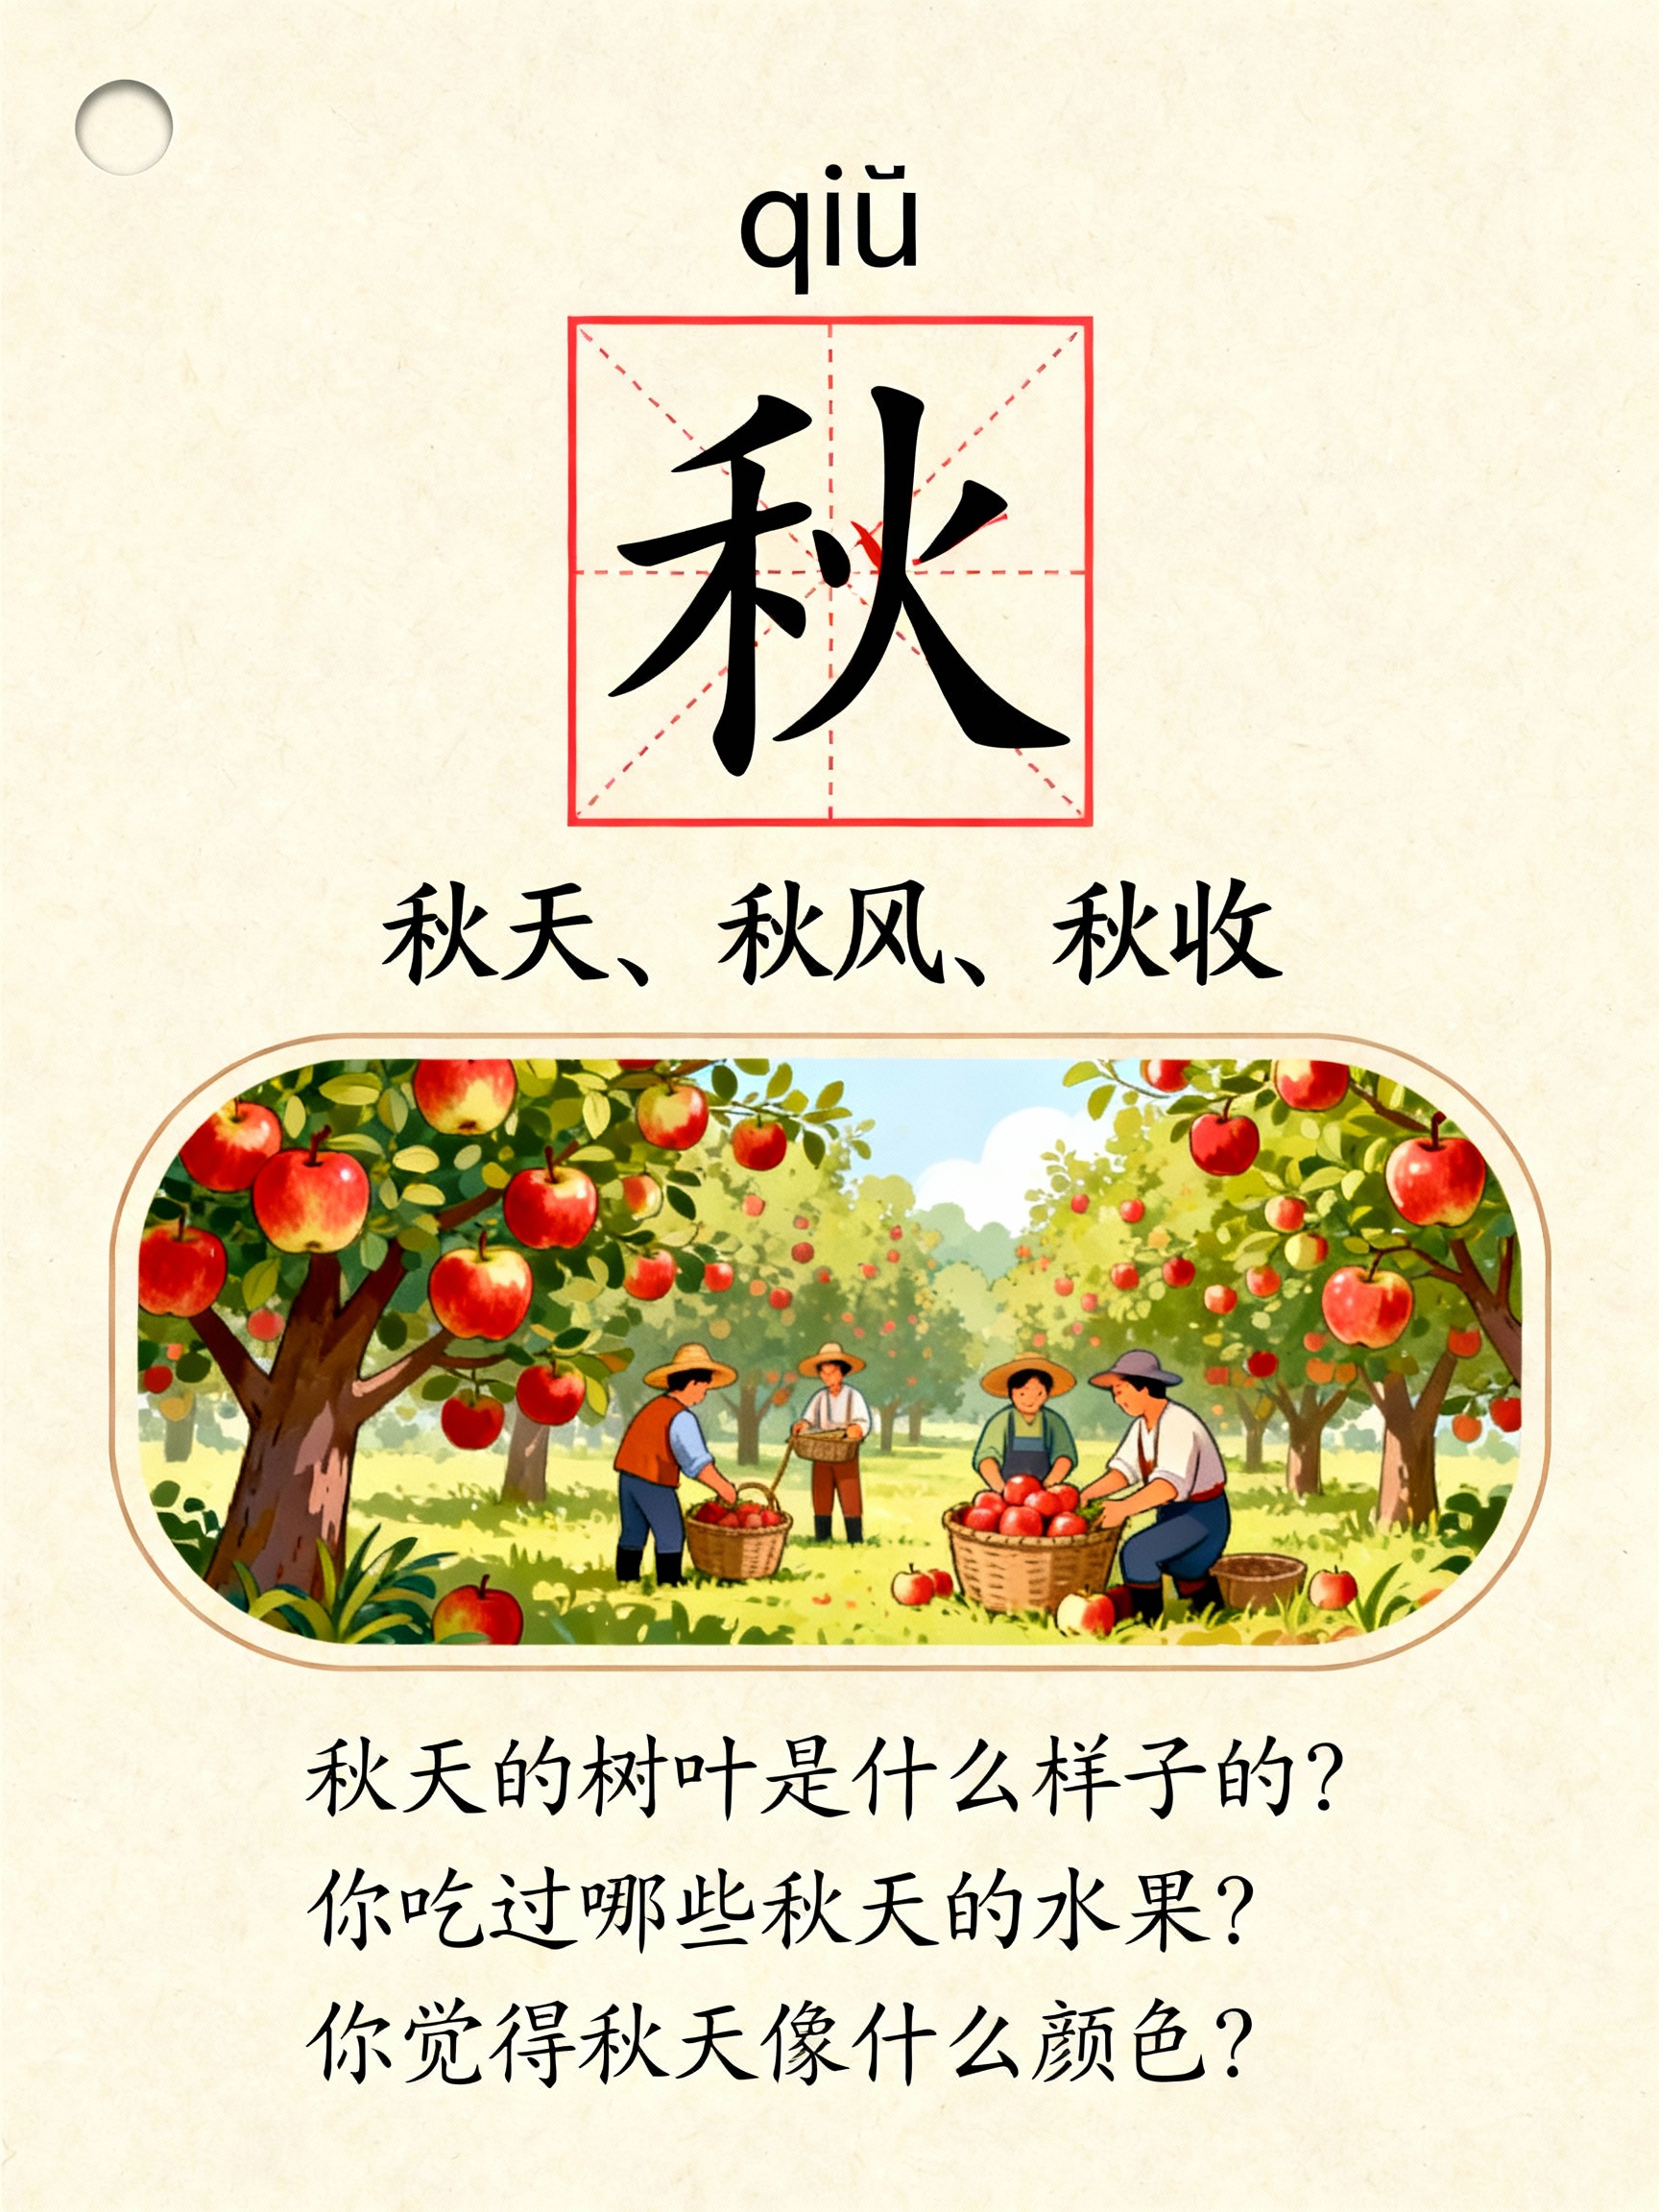 qiŭ
秋
秋天、秋风、秋收
秋天的树叶是什么样子的？
你吃过哪些秋天的水果？
你觉得秋天像什么颜色？